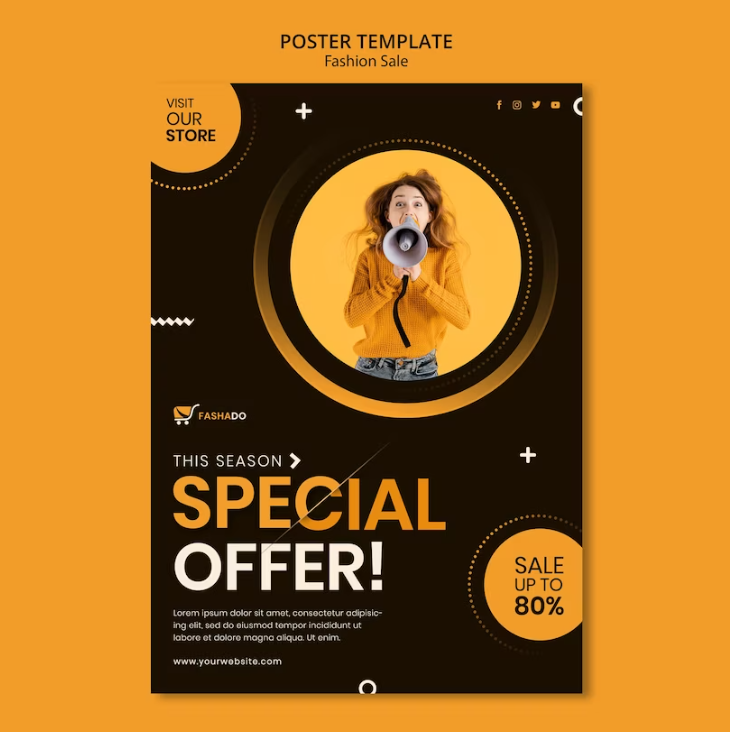 POSTER TEMPLATE
Fashion Sale
VISIT
OUR
STORE
FASHADO
THIS SEASON
SPECIAL
OFFER!
Lorem ipsum dolor sit amet, consectetur adipisic-
ing elit, sed do eiusmod tempor incididunt ut
labore et dolore magna aliqua. Ut enim.
www.yourwebsite.com
SALE
UP TO
80%